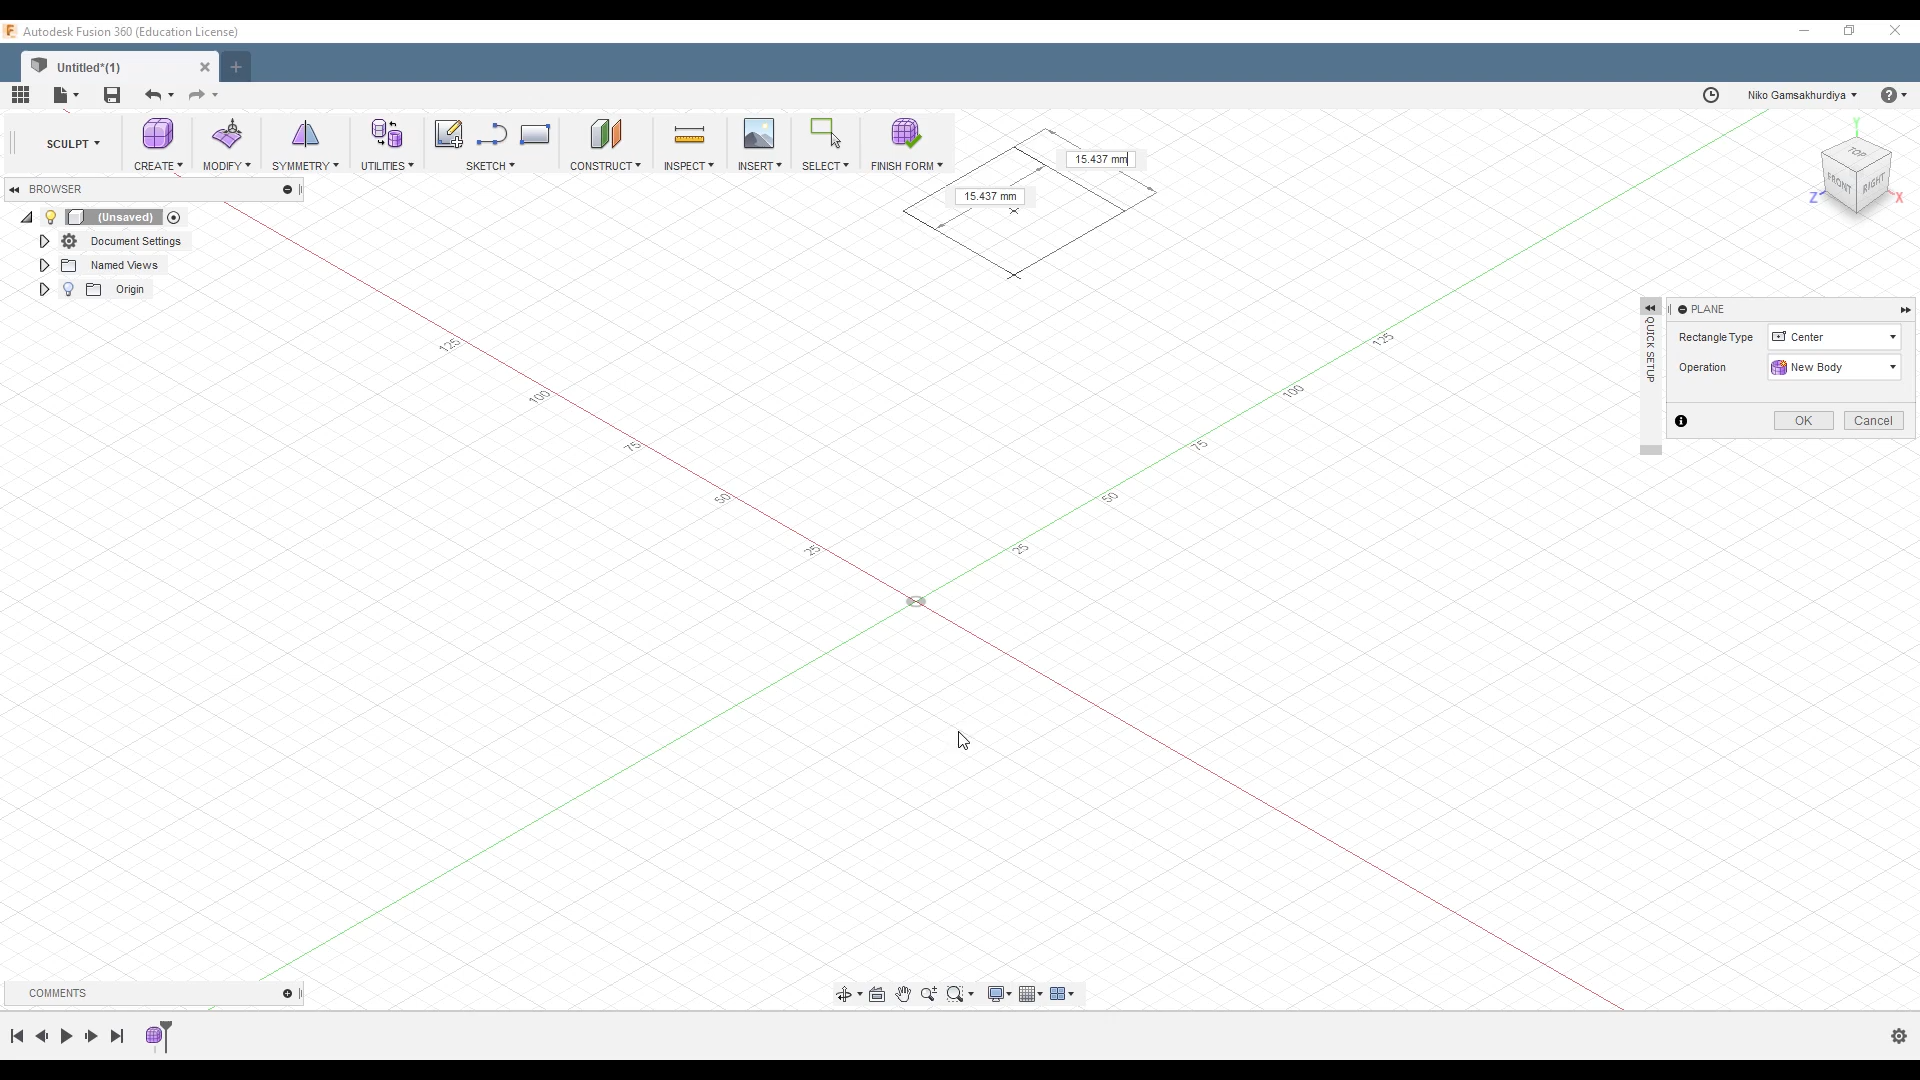 Autodesk Fusion 360 (Education License)
Untitled*(1)
Niko Gamsakhurdiya
SCULPT
CREATE
MODIFY
SYMMETRY
UTILITIES
SKETCH
CONSTRUCT
INSPECT
INSERT
SELECT
FINISH FORM
BROWSER
(Unsaved)
Document Settings
Named Views
Origin
15.437 mm
15.437 mm
Y
TOP
FRONT
RIGHT
Z
X
QUICK SETUP
PLANE
Rectangle Type
Center
Operation
New Body
OK
Cancel
125
100
75
50
25
125
100
75
50
25
COMMENTS